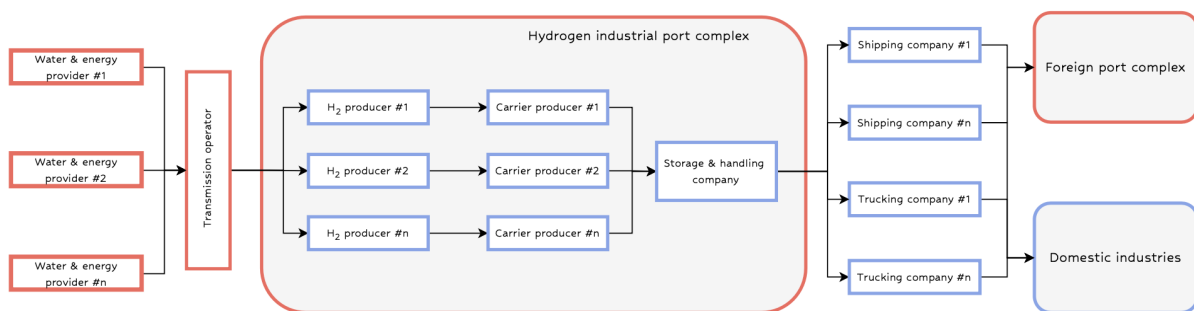 Water & energy
provider #1
Water & energy
provider #2
Water & energy
provider #n
Transmission operator
Hydrogen industrial port complex
H₂ producer #1
Carrier producer #1
H₂ producer #2
Carrier producer #2
H₂ producer #n
Carrier producer #n
Storage & handling
company
Shipping company #1
Shipping company #n
Trucking company #1
Trucking company #n
Foreign port complex
Domestic industries